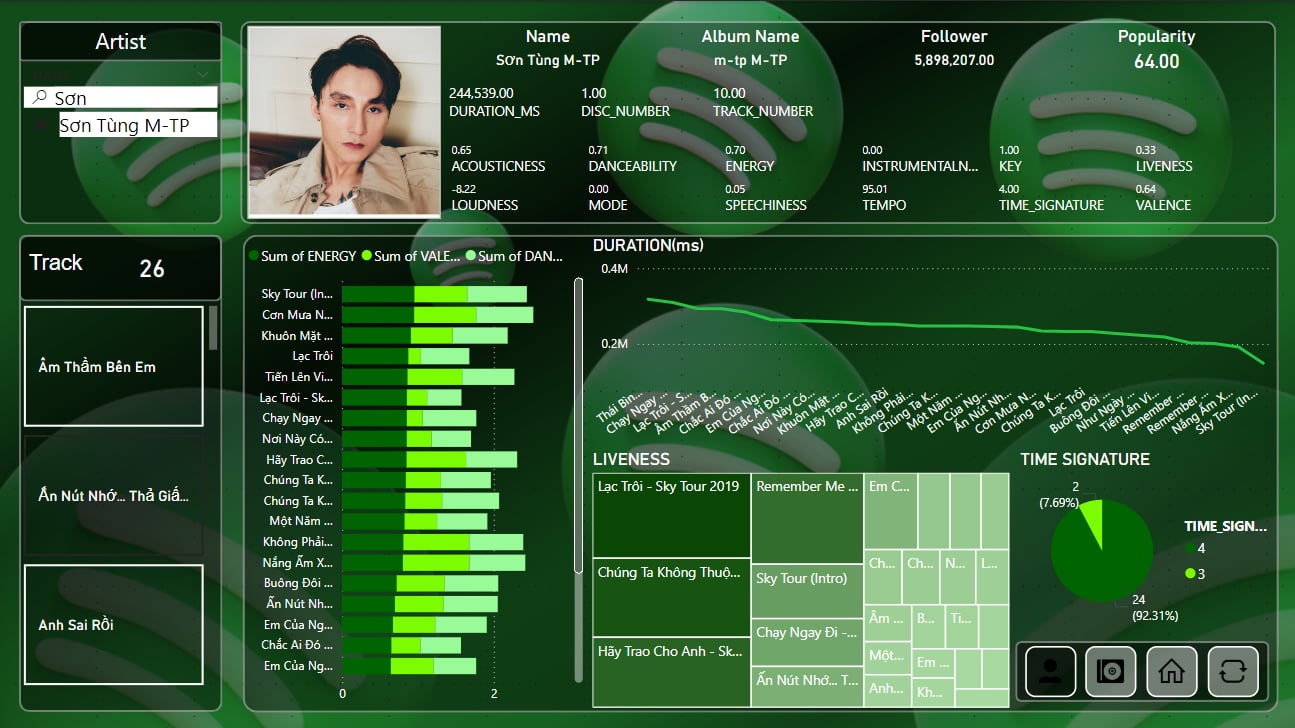 Artist
NAME
Sơn
Sơn Tùng M-TP
Name
Sơn Tùng M-TP
Album Name
m-tp M-TP
Follower
5,898,207.00
Popularity
64.00
244,539.00
DURATION_MS
1.00
DISC_NUMBER
10.00
TRACK_NUMBER
0.65
ACOUSTICNESS
0.71
DANCEABILITY
0.70
ENERGY
0.00
INSTRUMENTALN...
1.00
KEY
0.33
LIVENESS
-8.22
LOUDNESS
0.00
MODE
0.05
SPEECHINESS
95.01
TEMPO
4.00
TIME_SIGNATURE
0.64
VALENCE
Track
26
Âm Thầm Bên Em
Ấn Nút Nhớ... Thả Giấ...
Anh Sai Rồi
Sum of ENERGY
Sum of VALE...
Sum of DAN...
Sky Tour (In...
Cơn Mưa N...
Khuôn Mặt ...
Lạc Trôi
Tiến Lên Vi...
Lạc Trôi - Sk...
Chạy Ngay ...
Nơi Này Có...
Hãy Trao C...
Chúng Ta K...
Chúng Ta K...
Một Năm ...
Không Phải...
Nắng Ấm X...
Buông Đôi ...
Ấn Nút Nh...
Em Của Ng...
Chắc Ai Đó ...
Em Của Ng...
0
2
DURATION(ms)
0.4M
0.2M
Thái Bìn...
Chạy Ngay ...
Lạc Trôi - S...
Âm Thầm B...
Chắc Ai Đó ...
Em Của Ng...
Chắc Ai Đó ...
Nơi Này Có...
Khuôn Mặt ...
Hãy Trao C...
Anh Sai Rồi
Không Phải...
Chúng Ta K...
Một Năm ...
Em Của Ng...
Ấn Nút Nh...
Cơn Mưa N...
Chúng Ta K...
Lạc Trôi
Buông Đôi ...
Như Ngày ...
Tiến Lên Vi...
Remember ...
Remember ...
Nắng Ấm X...
Sky Tour (In...
LIVENESS
Lạc Trôi - Sky Tour 2019
Chúng Ta Không Thuộ...
Hãy Trao Cho Anh - Sk...
Remember Me ...
Sky Tour (Intro)
Chạy Ngay Đi -...
Ấn Nút Nhớ... T...
Em C...
Ch...
Ch...
N...
L...
Âm ...
B...
Ti...
Một...
Em ...
Anh...
Kh...
TIME SIGNATURE
2
(7.69%)
24
(92.31%)
TIME_SIGN...
4
3